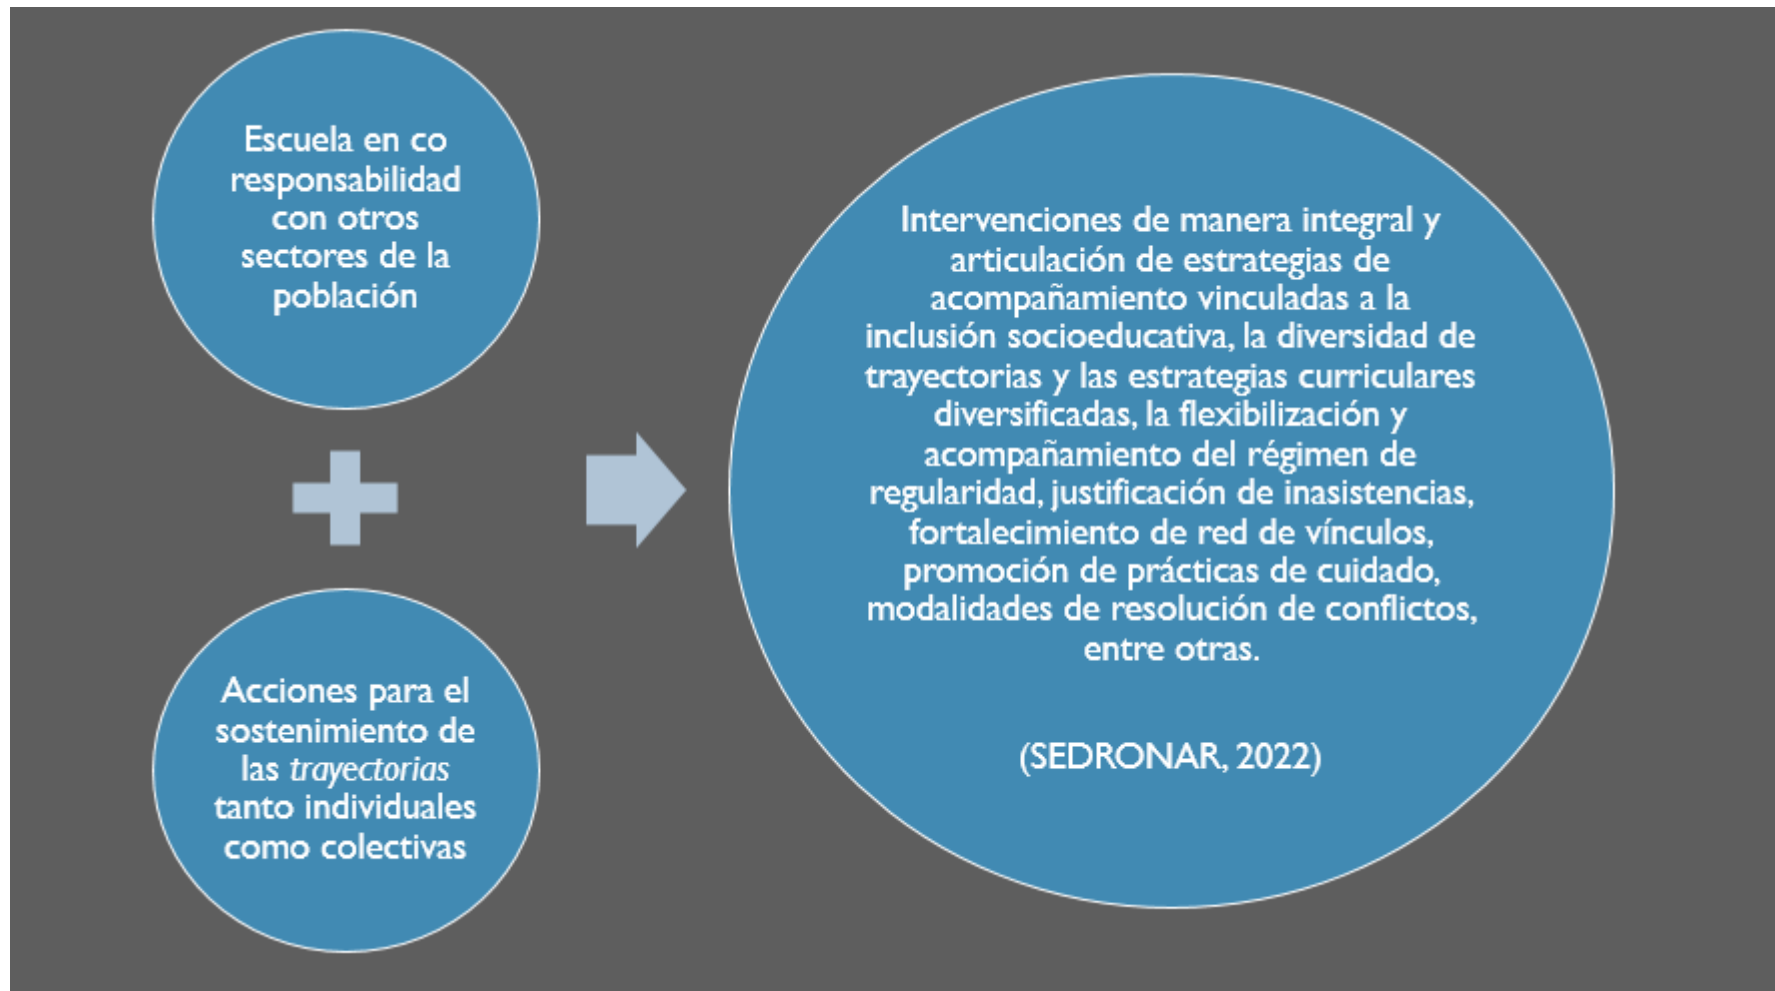 Escuela en co
responsabilidad
con otros
sectores de la
población
Acciones para el
sostenimiento de
las trayectorias
tanto individuales
como colectivas
Intervenciones de manera integral y
articulación de estrategias de
acompañamiento vinculadas a la
inclusión socioeducativa, la diversidad de
trayectorias y las estrategias curriculares
diversificadas, la flexibilización y
acompañamiento del régimen de
regularidad, justificación de inasistencias,
fortalecimiento de red de vínculos,
promoción de prácticas de cuidado,
modalidades de resolución de conflictos,
entre otras.
(SEDRONAR, 2022)